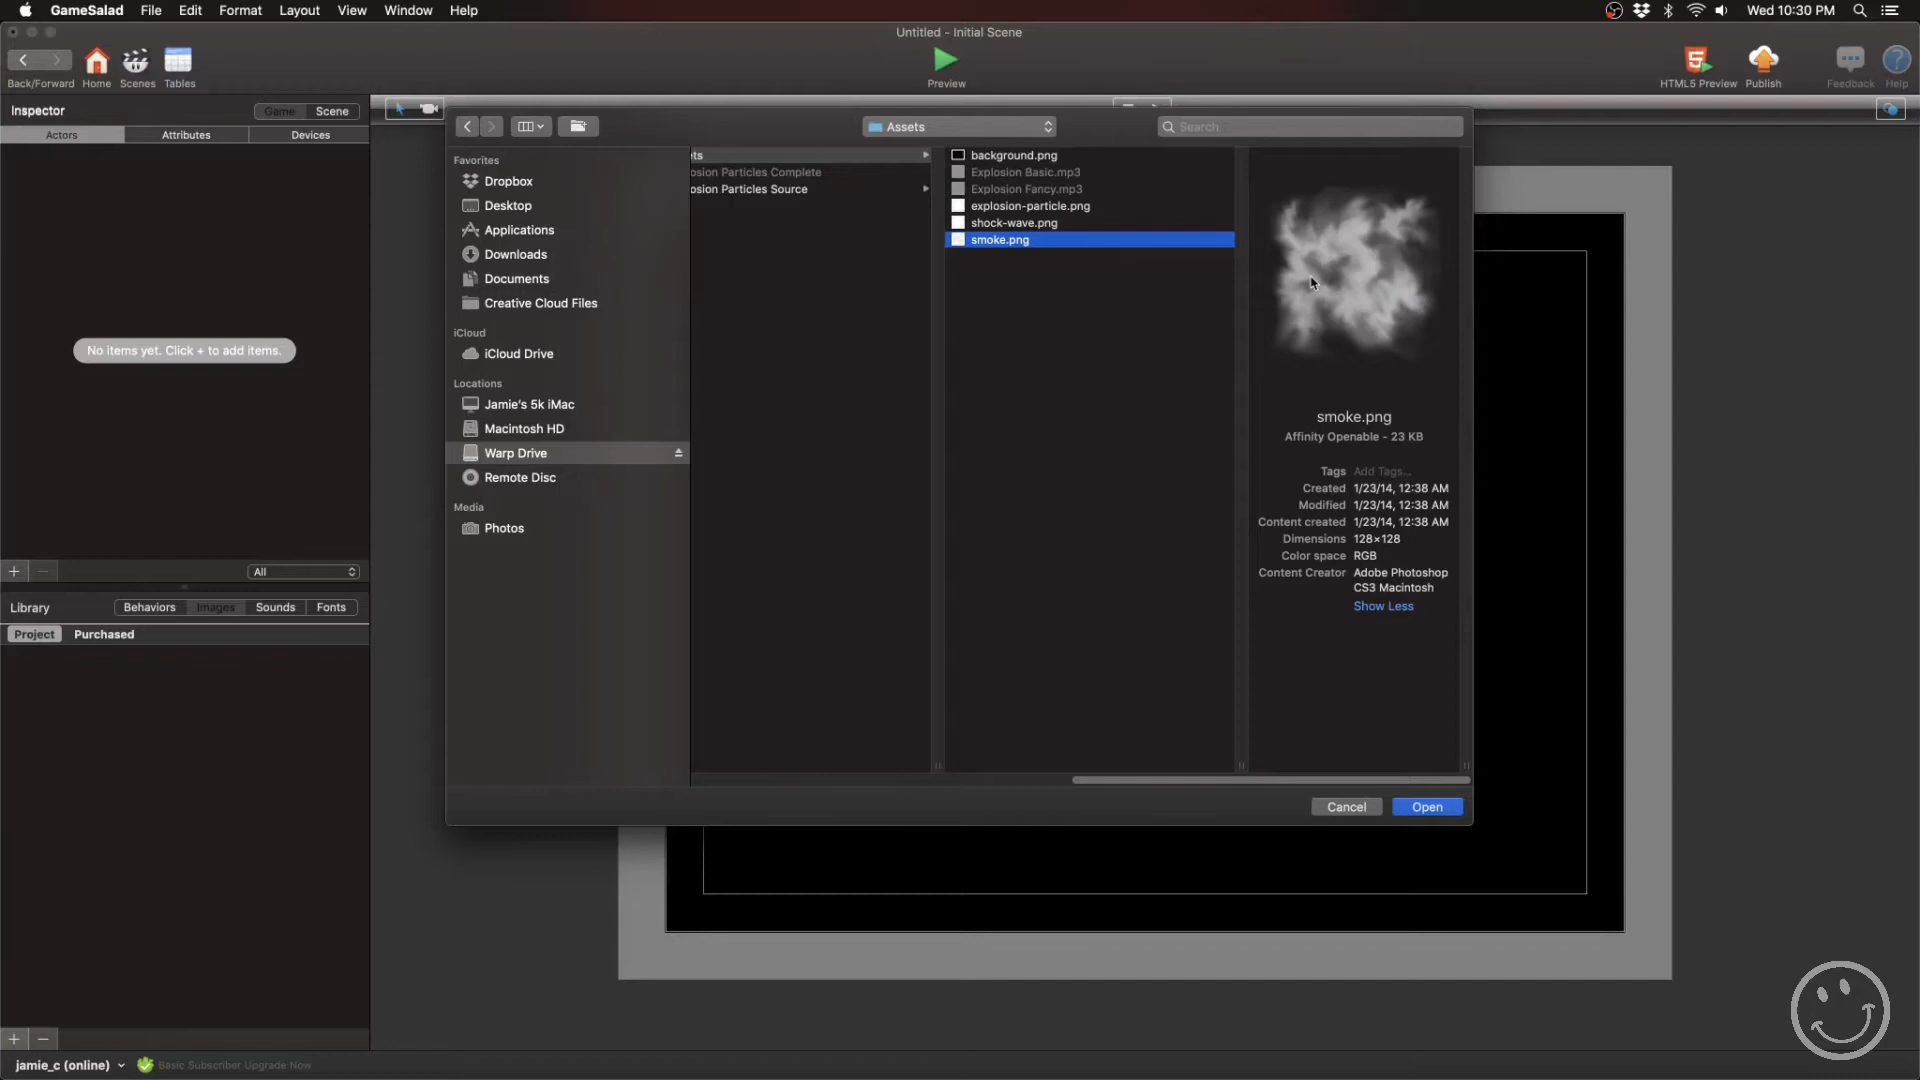 GameSalad File Edit Format Layout View Window Help
Wed 10:30 PM
Untitled - Initial Scene
Back/Forward Home Scenes Tables
Preview
HTML5 Preview Publish Feedback Help
Inspector
Game Scene
Actors Attributes Devices
No items yet. Click + to add items.
All
Library
Behaviors Images Sounds Fonts
Project Purchased
jamie_c (online)
Basic Subscriber Upgrade Now
Assets
Search
Favorites
Dropbox
Desktop
Applications
Downloads
Documents
Creative Cloud Files
iCloud
iCloud Drive
Locations
Jamie's 5k iMac
Macintosh HD
Warp Drive
Remote Disc
Media
Photos
ets
osion Particles Complete
osion Particles Source
background.png
Explosion Basic.mp3
Explosion Fancy.mp3
explosion-particle.png
shock-wave.png
smoke.png
smoke.png
Affinity Openable - 23 KB
Tags Add Tags...
Created 1/23/14, 12:38 AM
Modified 1/23/14, 12:38 AM
Content created 1/23/14, 12:38 AM
Dimensions 128×128
Color space RGB
Content Creator Adobe Photoshop
CS3 Macintosh
Show Less
Cancel Open